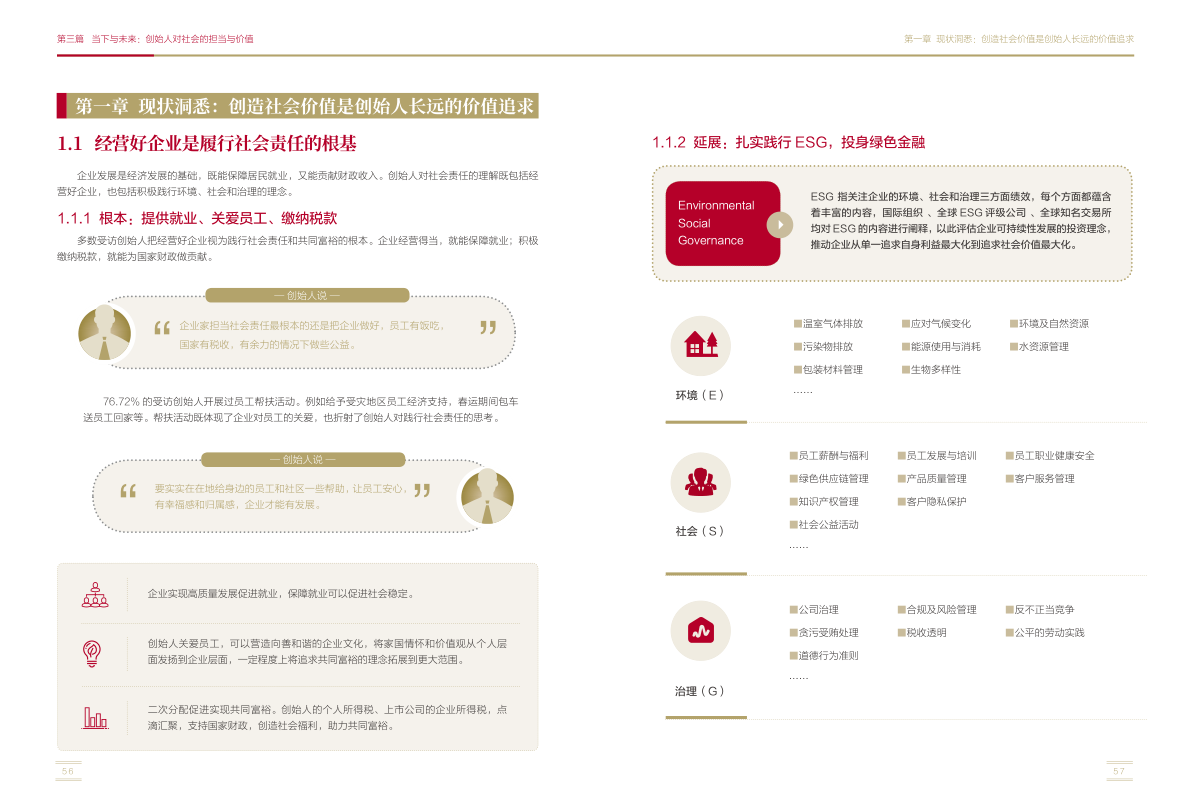 第三篇 当下与未来：创始人对社会的担当与价值
第一章 现状洞悉：创造社会价值是创始人长远的价值追求
第一章 现状洞悉：创造社会价值是创始人长远的价值追求
1.1 经营好企业是履行社会责任的根基
企业发展是经济发展的基础，既能保障居民就业，又能贡献财政收入。创始人对社会责任的理解既包括经
营好企业，也包括积极践行环境、社会和治理的理念。
1.1.1 根本：提供就业、关爱员工、缴纳税款
多数受访创始人把经营好企业视为践行社会责任和共同富裕的根本。企业经营得当，就能保障就业；积极
缴纳税款，就能为国家财政做贡献。
— 创始人说 —
“ 企业家担当社会责任最根本的还是把企业做好，员工有饭吃， ”
国家有税收，有余力的情况下做些公益。
76.72% 的受访创始人开展过员工帮扶活动。例如给予受灾地区员工经济支持，春运期间包车
送员工回家等。帮扶活动既体现了企业对员工的关爱，也折射了创始人对践行社会责任的思考。
— 创始人说 —
“ 要实实在在地给身边的员工和社区一些帮助，让员工安心， ”
有幸福感和归属感，企业才能有发展。
企业实现高质量发展促进就业，保障就业可以促进社会稳定。
创始人关爱员工，可以营造向善和谐的企业文化，将家国情怀和价值观从个人层
面发扬到企业层面，一定程度上将追求共同富裕的理念拓展到更大范围。
二次分配促进实现共同富裕。创始人的个人所得税、上市公司的企业所得税，点
滴汇聚，支持国家财政，创造社会福利，助力共同富裕。
56
1.1.2 延展：扎实践行 ESG，投身绿色金融
Environmental
Social
Governance
ESG 指关注企业的环境、社会和治理三方面绩效，每个方面都蕴含
着丰富的内容，国际组织 、全球 ESG 评级公司 、全球知名交易所
均对 ESG 的内容进行阐释，以此评估企业可持续性发展的投资理念，
推动企业从单一追求自身利益最大化到追求社会价值最大化。
■温室气体排放 ■应对气候变化 ■环境及自然资源
■污染物排放 ■能源使用与消耗 ■水资源管理
■包装材料管理 ■生物多样性
……
环境（E）
■员工薪酬与福利 ■员工发展与培训 ■员工职业健康安全
■绿色供应链管理 ■产品质量管理 ■客户服务管理
■知识产权管理 ■客户隐私保护
■社会公益活动
……
社会（S）
■公司治理 ■合规及风险管理 ■反不正当竞争
■贪污受贿处理 ■税收透明 ■公平的劳动实践
■道德行为准则
……
治理（G）
57